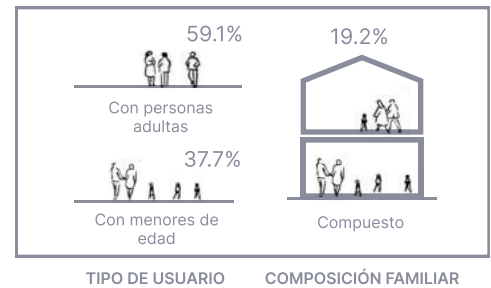 59.1%
Con personas
adultas
37.7%
Con menores de
edad
TIPO DE USUARIO
19.2%
Compuesto
COMPOSICIÓN FAMILIAR